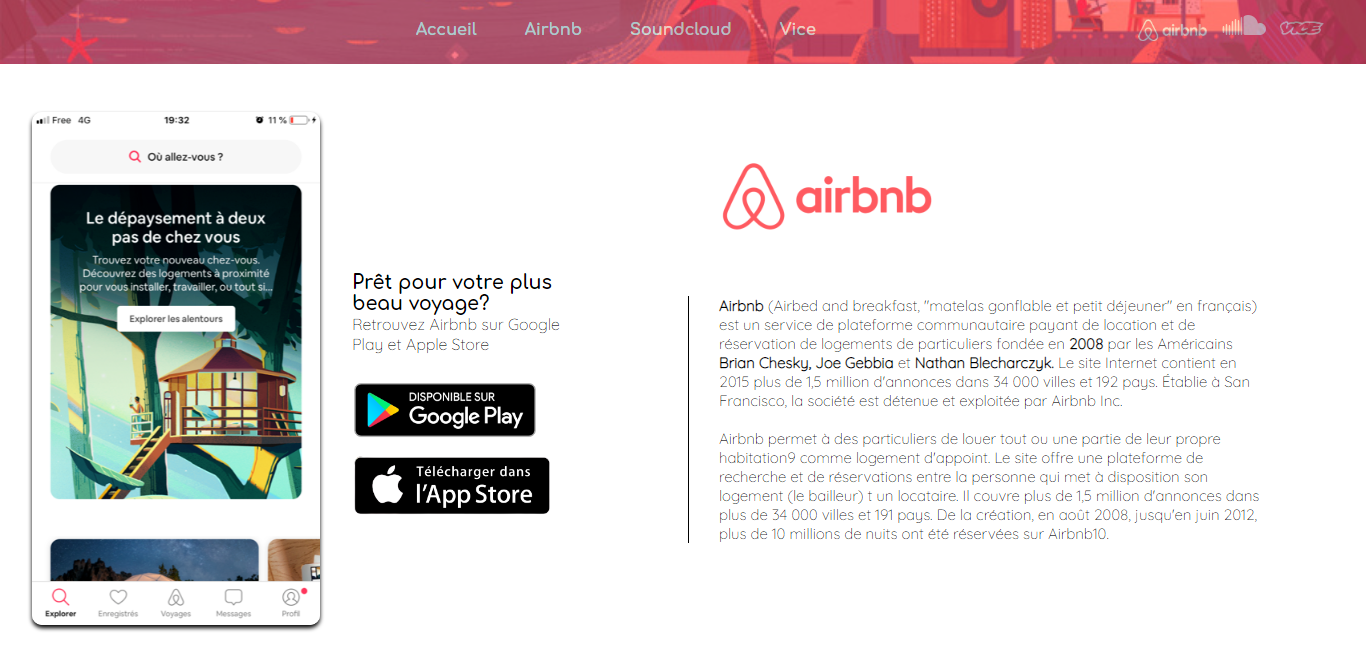 Accueil
Airbnb
Soundcloud
Vice
airbnb
VICE
Free 4G
19:32
11 %
Où allez-vous ?
Le dépaysement à deux
pas de chez vous
Trouvez votre nouveau chez-vous.
Découvrez des logements à proximité
pour vous installer, travailler, ou tout si...
Explorer les alentours
Explorer
Enregistrés
Voyages
Messages
Profil
Prêt pour votre plus
beau voyage?
Retrouvez Airbnb sur Google
Play et Apple Store
DISPONIBLE SUR
Google Play
Télécharger dans
l'App Store
airbnb
Airbnb (Airbed and breakfast, "matelas gonflable et petit déjeuner" en français)
est un service de plateforme communautaire payant de location et de
réservation de logements de particuliers fondée en 2008 par les Américains
Brian Chesky, Joe Gebbia et Nathan Blecharczyk. Le site Internet contient en
2015 plus de 1,5 million d'annonces dans 34 000 villes et 192 pays. Établie à San
Francisco, la société est détenue et exploitée par Airbnb Inc.
Airbnb permet à des particuliers de louer tout ou une partie de leur propre
habitation9 comme logement d'appoint. Le site offre une plateforme de
recherche et de réservations entre la personne qui met à disposition son
logement (le bailleur) t un locataire. Il couvre plus de 1,5 million d'annonces dans
plus de 34 000 villes et 191 pays. De la création, en août 2008, jusqu'en juin 2012,
plus de 10 millions de nuits ont été réservées sur Airbnb10.